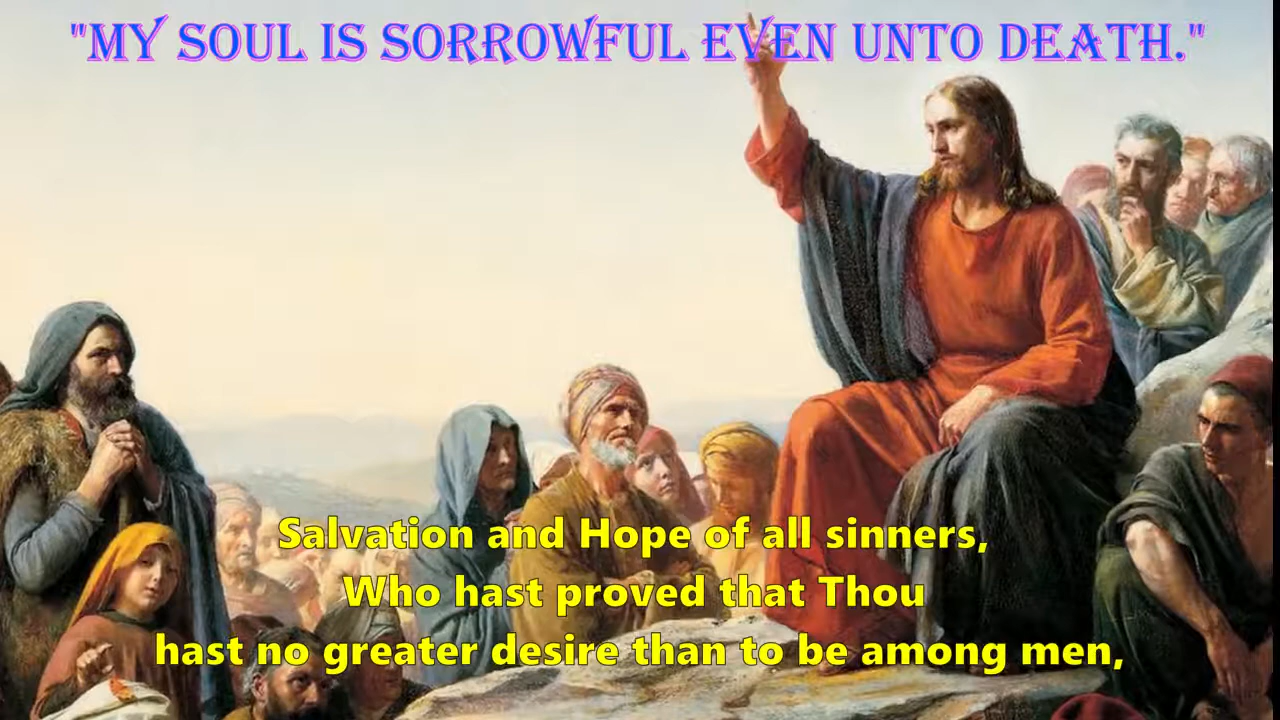 "MY SOUL IS SORROWFUL EVEN UNTO DEATH."
Salvation and Hope of all sinners,
Who hast proved that Thou
hast no greater desire than to be among men,